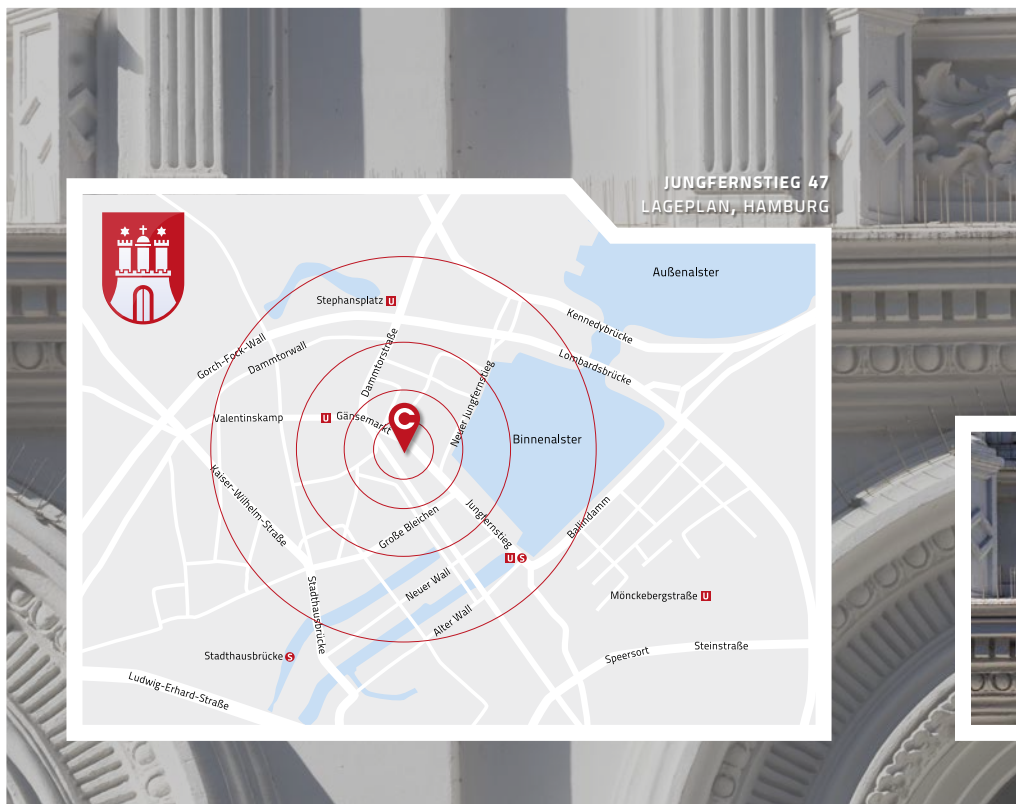 JUNGFERNSTIEG 47
LAGEPLAN, HAMBURG
Außenalster
Stephansplatz U
Kennedybrücke
Gorch-Fock-Wall
Dammtorwall
Dammtorstraße
Lombardsbrücke
Neuer Jungfernstieg
Valentinskamp
U Gänsemarkt
C
Binnenalster
Kaiser-Wilhelm-Straße
Große Bleichen
Jungfernstieg
U S
Ballindamm
Stadthausbrücke
Neuer Wall
Alter Wall
Mönckebergstraße U
Stadthausbrücke S
Speersort
Steinstraße
Ludwig-Erhard-Straße